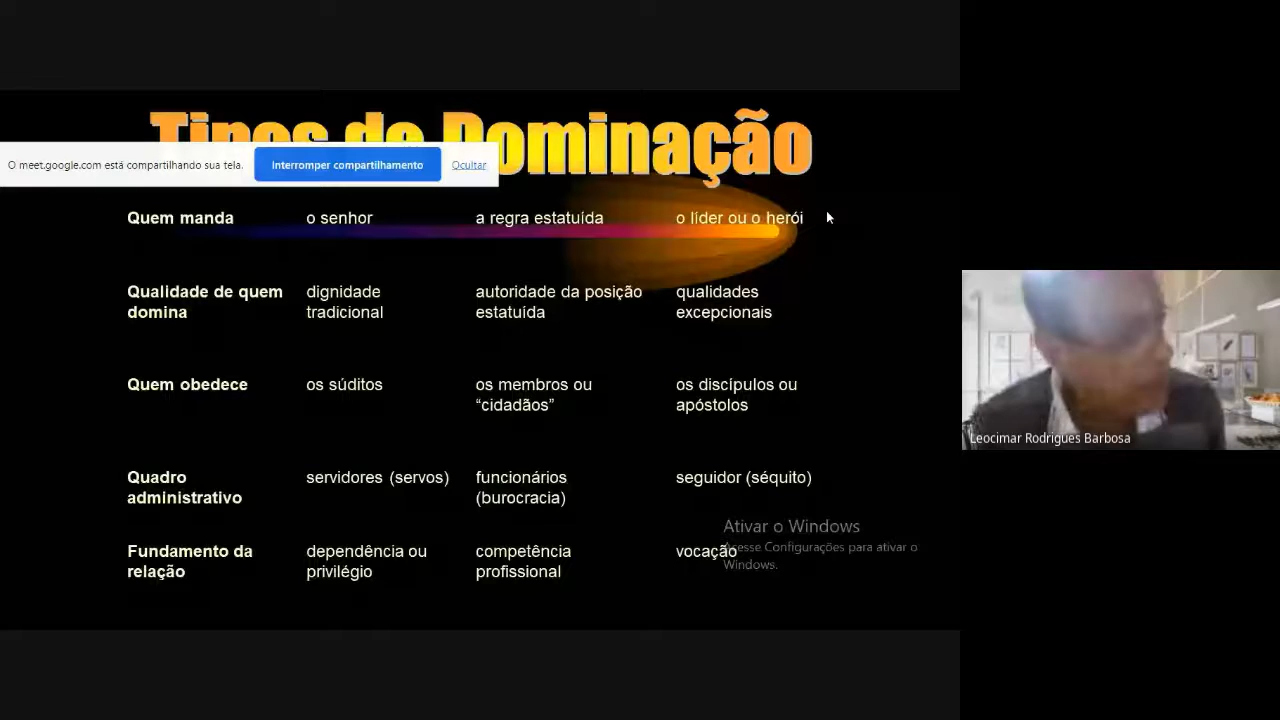 Tipos de Dominação
O meet.google.com está compartilhando sua tela. Interromper compartilhamento Ocultar
Quem manda o senhor a regra estatuída o líder ou o herói
Qualidade de quem dignidade autoridade da posição qualidades
domina tradicional estatuída excepcionais
Quem obedece os súditos os membros ou os discípulos ou
“cidadãos” apóstolos
Leocimar Rodrigues Barbosa
Quadro servidores (servos) funcionários seguidor (séquito)
administrativo (burocracia)
Ativar o Windows
Acesse Configurações para ativar o
Windows.
Fundamento da dependência ou competência vocação
relação privilégio profissional